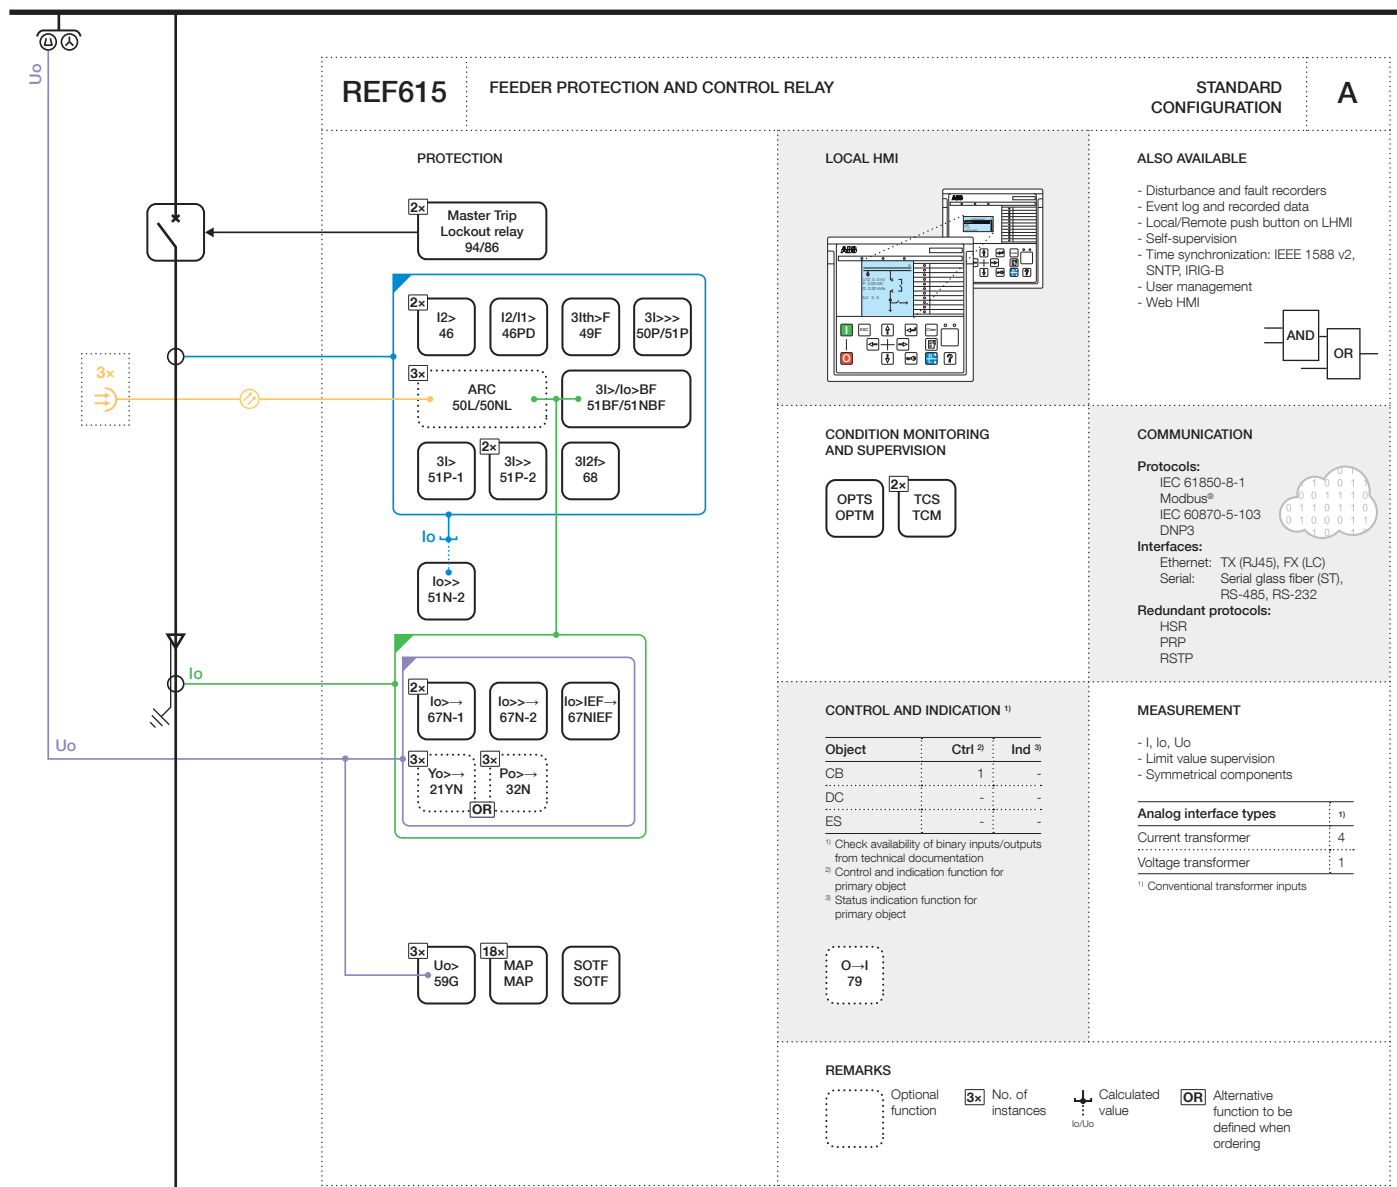 Uo
REF615
FEEDER PROTECTION AND CONTROL RELAY
STANDARD
CONFIGURATION
A
PROTECTION
2×
Master Trip
Lockout relay
94/86
2×
I2>
46
I2/I1>
46PD
3Ith>F
49F
3I>>>
50P/51P
3×
3×
ARC
50L/50NL
3I>/Io>BF
51BF/51NBF
3I>
51P-1
2×
3I>>
51P-2
3I2f>
68
Io
Io>>
51N-2
Io
2×
Io>→
67N-1
Io>>→
67N-2
Io>IEF→
67NIEF
Uo
3×
Yo>→
21YN
3×
Po>→
32N
OR
3×
Uo>
59G
18×
MAP
MAP
SOTF
SOTF
LOCAL HMI
ABB
ABB
ESC
Clear
I
O
?
ALSO AVAILABLE
- Disturbance and fault recorders
- Event log and recorded data
- Local/Remote push button on LHMI
- Self-supervision
- Time synchronization: IEEE 1588 v2,
SNTP, IRIG-B
- User management
- Web HMI
AND
OR
CONDITION MONITORING
AND SUPERVISION
OPTS
OPTM
2×
TCS
TCM
COMMUNICATION
Protocols:
IEC 61850-8-1
Modbus®
IEC 60870-5-103
DNP3
Interfaces:
Ethernet: TX (RJ45), FX (LC)
Serial: Serial glass fiber (ST),
RS-485, RS-232
Redundant protocols:
HSR
PRP
RSTP
CONTROL AND INDICATION 1)
Object Ctrl 2) Ind 3)
CB 1 -
DC - -
ES - -
1) Check availability of binary inputs/outputs
from technical documentation
2) Control and indication function for
primary object
3) Status indication function for
primary object
O→I
79
MEASUREMENT
- I, Io, Uo
- Limit value supervision
- Symmetrical components
Analog interface types 1)
Current transformer 4
Voltage transformer 1
1) Conventional transformer inputs
REMARKS
Optional
function
3×
No. of
instances
Io/Uo
Calculated
value
OR
Alternative
function to be
defined when
ordering